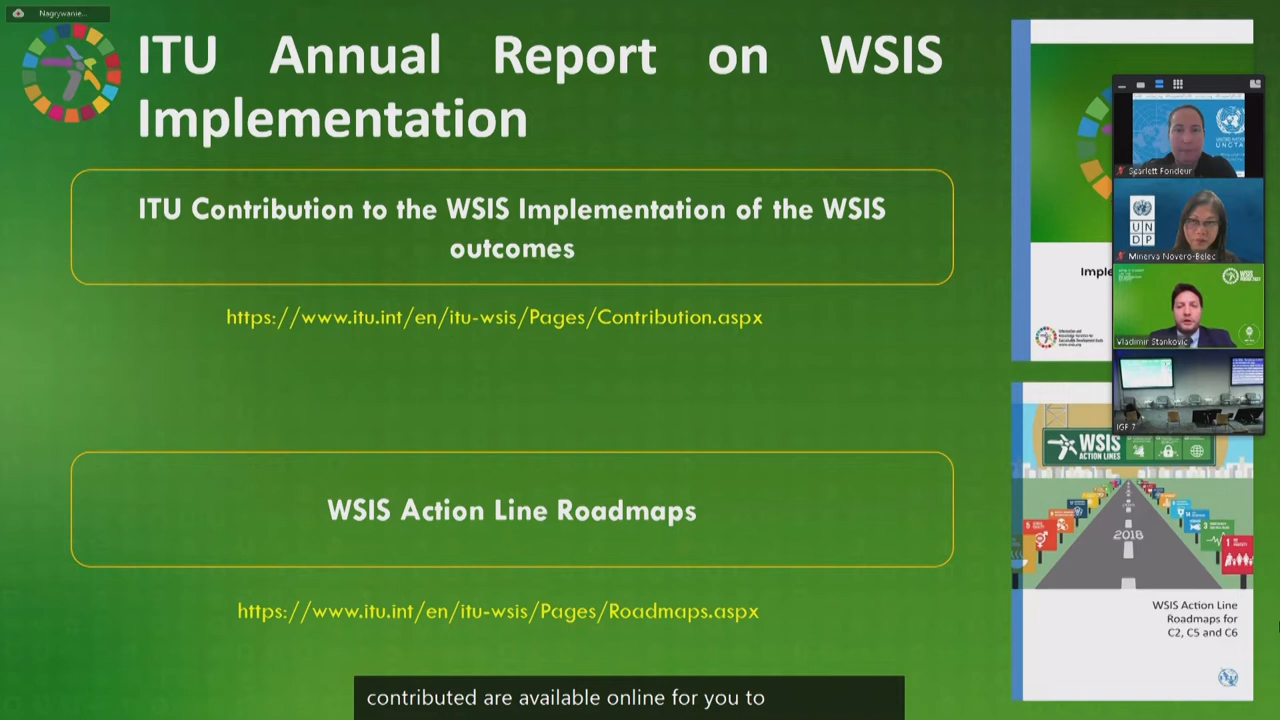 Nagrywanie...
ITU Annual Report on WSIS
Implementation
ITU Contribution to the WSIS Implementation of the WSIS
outcomes
https://www.itu.int/en/itu-wsis/Pages/Contribution.aspx
WSIS Action Line Roadmaps
https://www.itu.int/en/itu-wsis/Pages/Roadmaps.aspx
contributed are available online for you to
Scarlett Fondeur
UN
DP
Minerva Novero-Belec
Vladimir Stankovic
IGF 7
Imple
WSIS
ACTION LINES
2018
WSIS Action Line
Roadmaps for
C2, C5 and C6